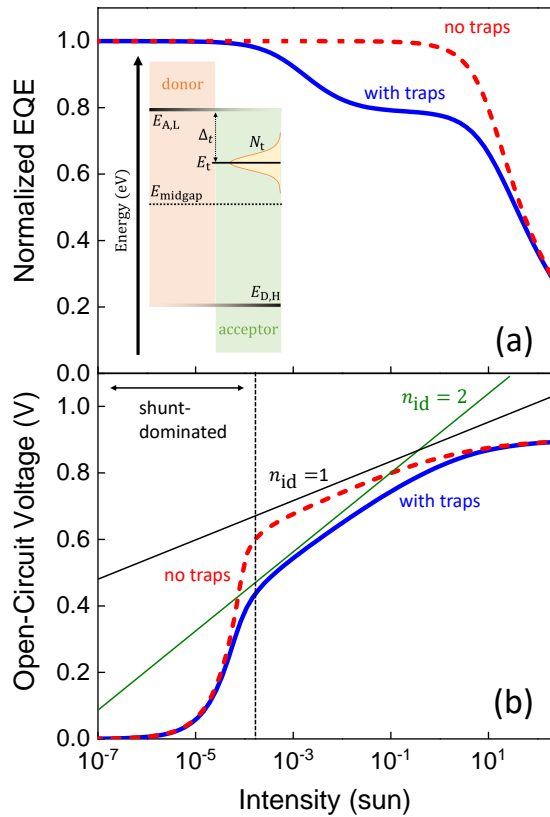 1.0
0.8
0.6
0.4
0.2
0.0
Normalized EQE
no traps
with traps
donor
E_A,L
Δ_t
N_t
E_t
E_midgap
E_D,H
acceptor
Energy (eV)
(a)
1.0
0.8
0.6
0.4
0.2
0.0
Open-Circuit Voltage (V)
shunt-
dominated
n_id = 2
n_id =1
with traps
no traps
(b)
10^-7
10^-5
10^-3
10^-1
10^1
Intensity (sun)